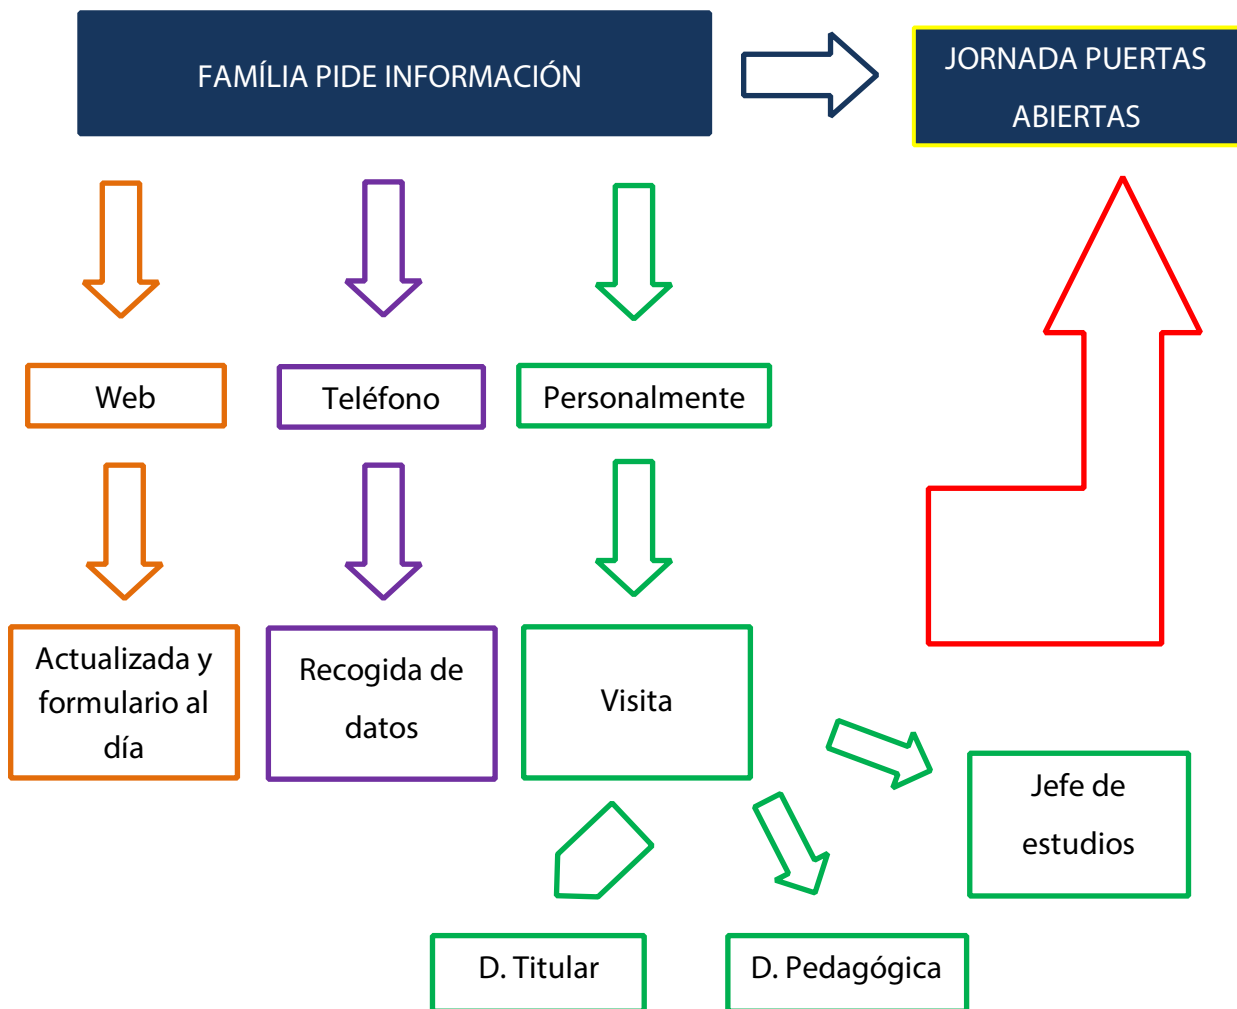 FAMÍLIA PIDE INFORMACIÓN
JORNADA PUERTAS
ABIERTAS
Web
Teléfono
Personalmente
Actualizada y
formulario al
día
Recogida de
datos
Visita
Jefe de
estudios
D. Titular
D. Pedagógica